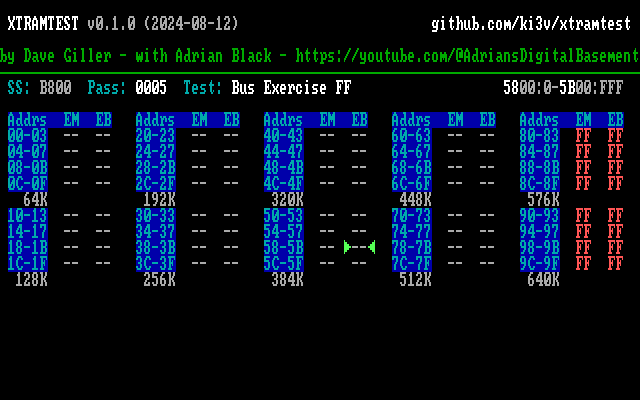 XTRAMTEST v0.1.0 (2024-08-12) github.com/ki3v/xtramtest
by Dave Giller - with Adrian Black - https://youtube.com/@AdriansDigitalBasement
SS: B800 Pass: 0005 Test: Bus Exercise FF 5800:0-5B00:FFF
Addrs EM EB Addrs EM EB Addrs EM EB Addrs EM EB Addrs EM EB
00-03 -- -- 20-23 -- -- 40-43 -- -- 60-63 -- -- 80-83 FF FF
04-07 -- -- 24-27 -- -- 44-47 -- -- 64-67 -- -- 84-87 FF FF
08-0B -- -- 28-2B -- -- 48-4B -- -- 68-6B -- -- 88-8B FF FF
0C-0F -- -- 2C-2F -- -- 4C-4F -- -- 6C-6F -- -- 8C-8F FF FF
64K 192K 320K 448K 576K
10-13 -- -- 30-33 -- -- 50-53 -- -- 70-73 -- -- 90-93 FF FF
14-17 -- -- 34-37 -- -- 54-57 -- -- 74-77 -- -- 94-97 FF FF
18-1B -- -- 38-3B -- -- 58-5B -- ►◄ 78-7B -- -- 98-9B FF FF
1C-1F -- -- 3C-3F -- -- 5C-5F -- -- 7C-7F -- -- 9C-9F FF FF
128K 256K 384K 512K 640K